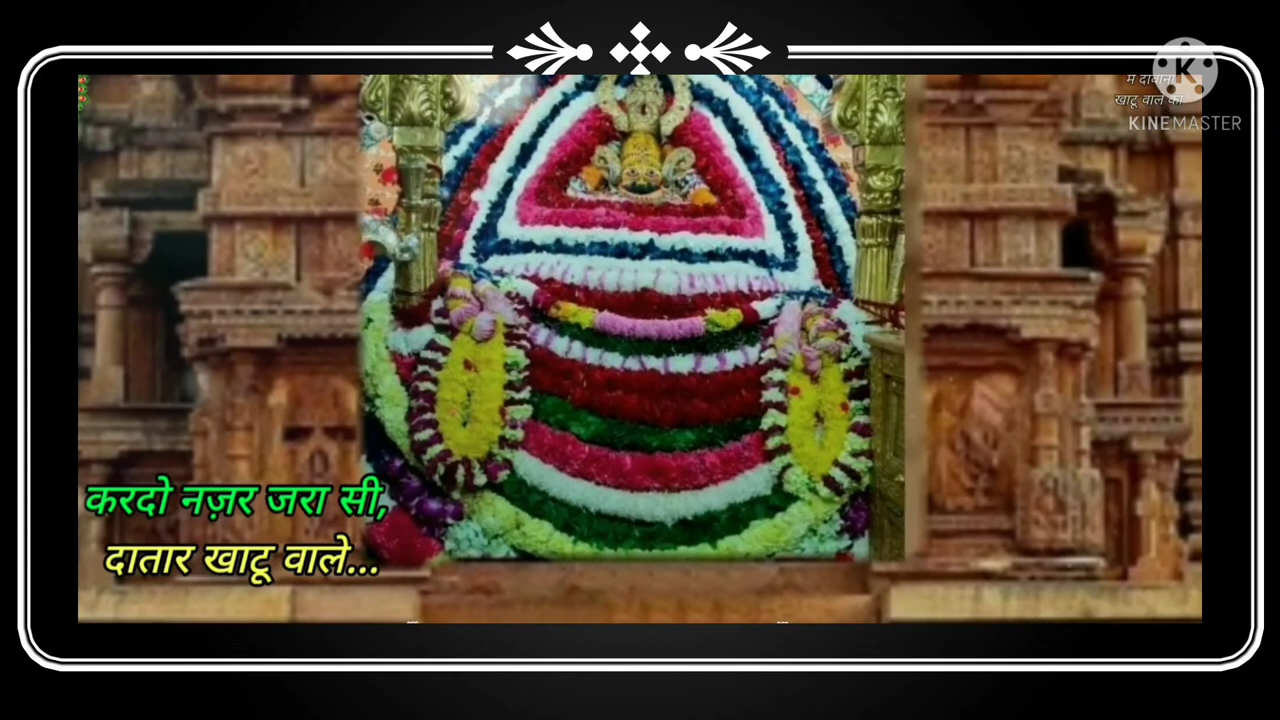 खाटू वाले का
KINEMASTER
करदो नज़र जरा सी,
दातार खाटू वाले...